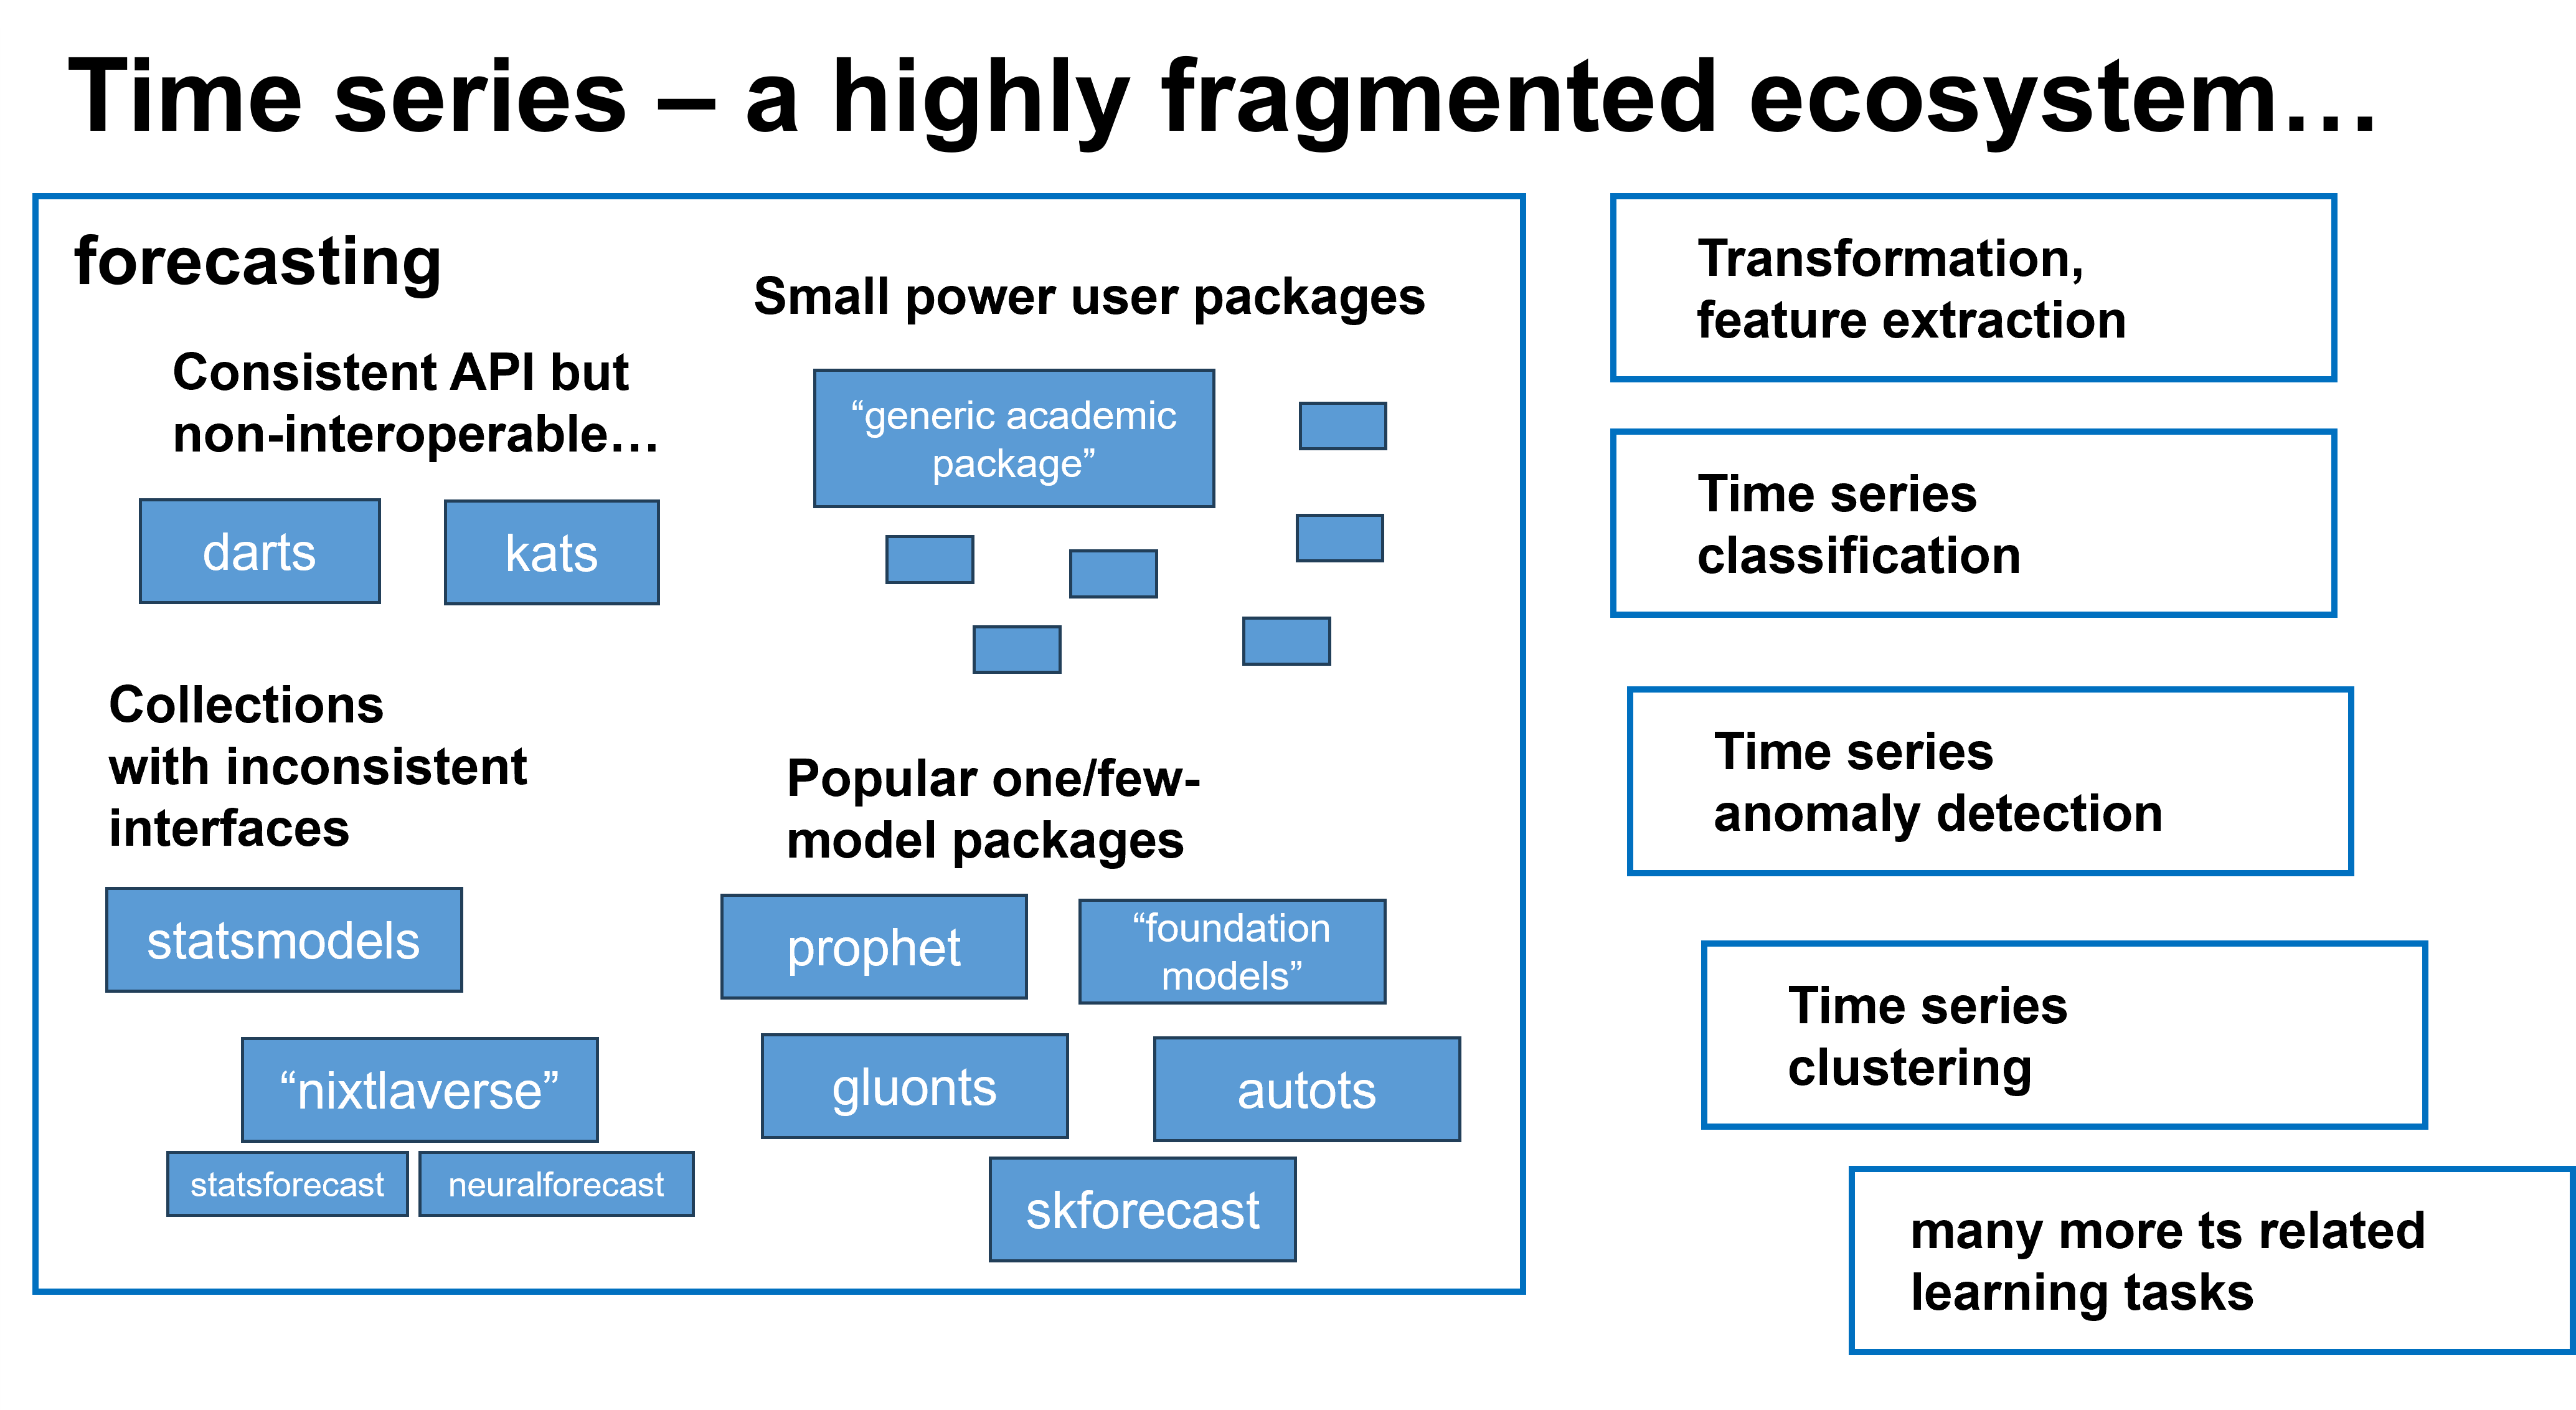 Time series – a highly fragmented ecosystem…
forecasting
Consistent API but
non-interoperable…
darts
kats
Small power user packages
“generic academic
package”
Collections
with inconsistent
interfaces
statsmodels
“nixtlaverse”
statsforecast
neuralforecast
Popular one/few-
model packages
prophet
“foundation
models”
gluonts
autots
skforecast
Transformation,
feature extraction
Time series
classification
Time series
anomaly detection
Time series
clustering
many more ts related
learning tasks